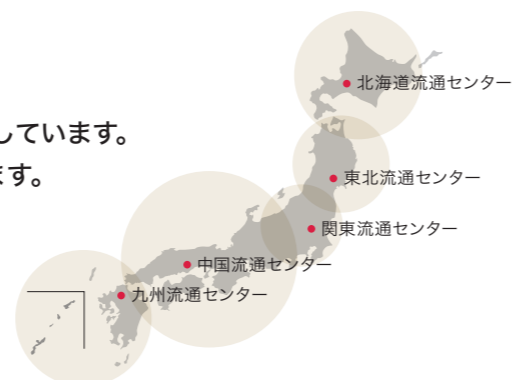 しています。
ます。
北海道流通センター
東北流通センター
関東流通センター
中国流通センター
九州流通センター